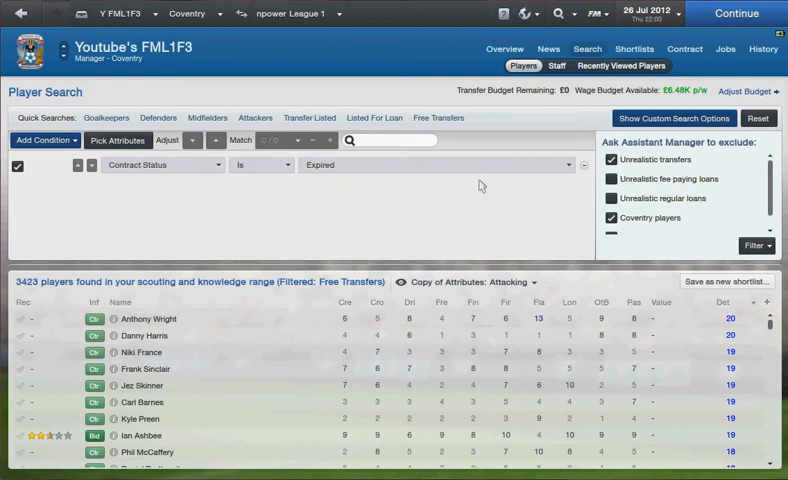 Y FML1F3 Coventry npower League 1 ? FM 26 Jul 2012 Thu 22:00 Continue
Youtube's FML1F3
Manager - Coventry
Overview News Search Shortlists Contract Jobs History
Players Staff Recently Viewed Players
Player Search
Transfer Budget Remaining: £0 Wage Budget Available: £6.48K p/w Adjust Budget
Quick Searches: Goalkeepers Defenders Midfielders Attackers Transfer Listed Listed For Loan Free Transfers
Show Custom Search Options Reset
Add Condition Pick Attributes Adjust Match 0 / 0
Contract Status Is Expired
Ask Assistant Manager to exclude:
Unrealistic transfers
Unrealistic fee paying loans
Unrealistic regular loans
Coventry players
Filter
3423 players found in your scouting and knowledge range (Filtered: Free Transfers) Copy of Attributes: Attacking Save as new shortlist...
Rec Inf Name Cre Cro Dri Fre Fin Fir Fla Lon OtB Pas Value Det
- Ctr Anthony Wright 6 5 8 4 7 6 13 5 9 8 - 20
- Ctr Danny Harris 4 4 6 1 3 1 1 1 8 8 - 20
- Ctr Niki France 4 7 3 3 3 7 8 3 3 5 - 19
- Ctr Frank Sinclair 7 6 7 3 8 8 5 5 5 7 - 19
- Ctr Jez Skinner 7 6 4 2 4 7 6 10 2 6 - 19
- Ctr Carl Barnes 3 3 3 4 3 5 4 4 3 7 - 19
- Ctr Kyle Preen 2 2 2 2 2 3 9 2 4 1 - 19
Bid Ian Ashbee 9 9 6 9 8 10 4 10 9 9 - 19
- Ctr Phil McCaffery 2 8 5 2 3 7 10 8 4 5 - 18